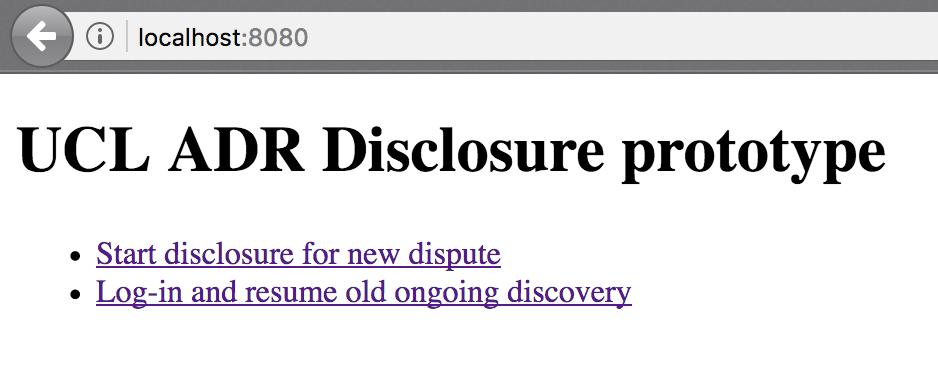 localhost:8080
UCL ADR Disclosure prototype
Start disclosure for new dispute
Log-in and resume old ongoing discovery